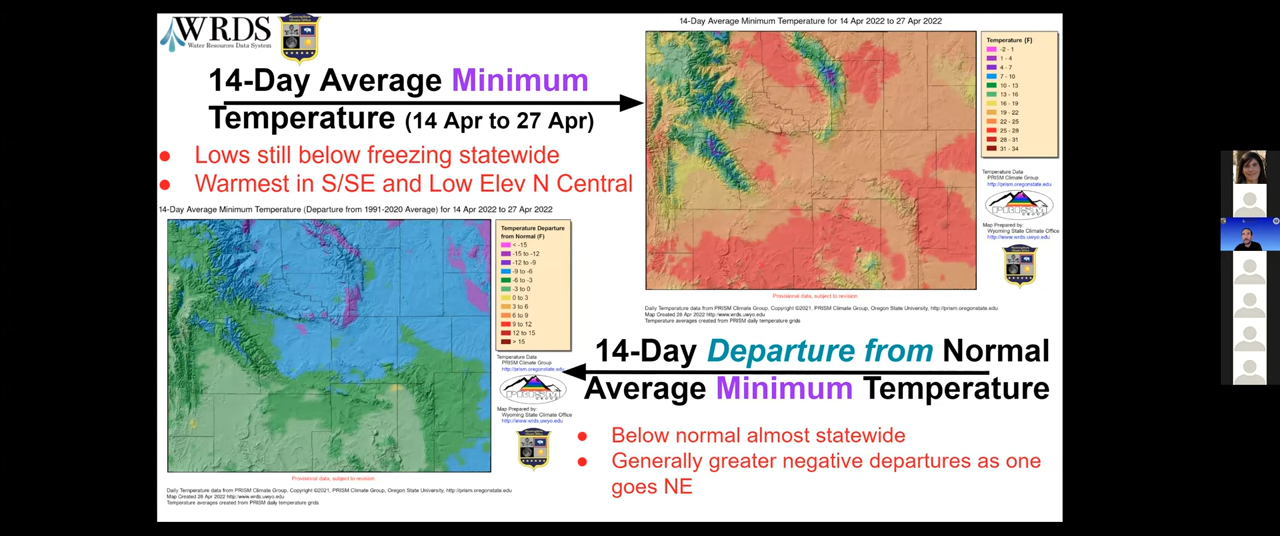 WRDS
Water Resources Data System
14-Day Average Minimum
Temperature (14 Apr to 27 Apr)
● Lows still below freezing statewide
● Warmest in S/SE and Low Elev N Central
14-Day Average Minimum Temperature for 14 Apr 2022 to 27 Apr 2022
Temperature (F)
-2 - 1
1 - 4
4 - 7
7 - 10
10 - 13
13 - 16
16 - 19
19 - 22
22 - 25
25 - 28
28 - 31
31 - 34
Temperature Data
PRISM Climate Group
http://prism.oregonstate.edu
PRISM
Map Prepared by:
Wyoming State Climate Office
http://www.wrds.uwyo.edu
Provisional data, subject to revision
Daily Temperature data from PRISM Climate Group. Copyright ©2021, PRISM Climate Group, Oregon State University, http://prism.oregonstate.edu
Map Created 28 Apr 2022 http:/www.wrds.uwyo.edu
Temperature averages created from PRISM daily temperature grids
14-Day Average Minimum Temperature (Departure from 1991-2020 Average) for 14 Apr 2022 to 27 Apr 2022
Temperature Departure
from Normal (F)
< -15
-15 to -12
-12 to -9
-9 to -6
-6 to -3
-3 to 0
0 to 3
3 to 6
6 to 9
9 to 12
12 to 15
> 15
Temperature Data
PRISM Climate Group
http://prism.oregonstate.edu
PRISM
Map Prepared by:
Wyoming State Climate Office
http://www.wrds.uwyo.edu
Provisional data, subject to revision
Daily Temperature data from PRISM Climate Group. Copyright ©2021, PRISM Climate Group, Oregon State University, http://prism.oregonstate.edu
Map Created 28 Apr 2022 http:/www.wrds.uwyo.edu
Temperature averages created from PRISM daily temperature grids
14-Day Departure from Normal
Average Minimum Temperature
● Below normal almost statewide
● Generally greater negative departures as one
goes NE